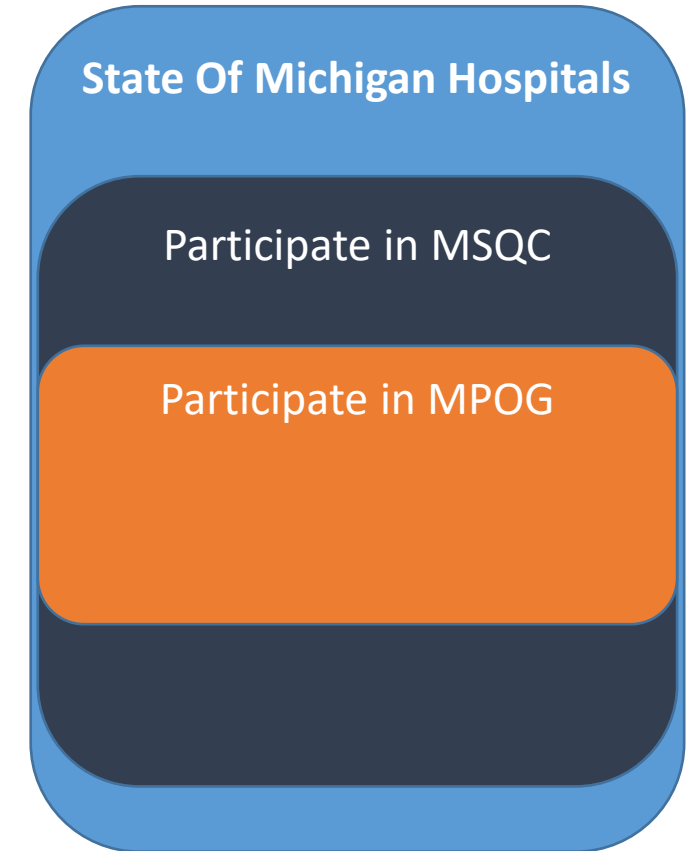 State Of Michigan Hospitals
Participate in MSQC
Participate in MPOG